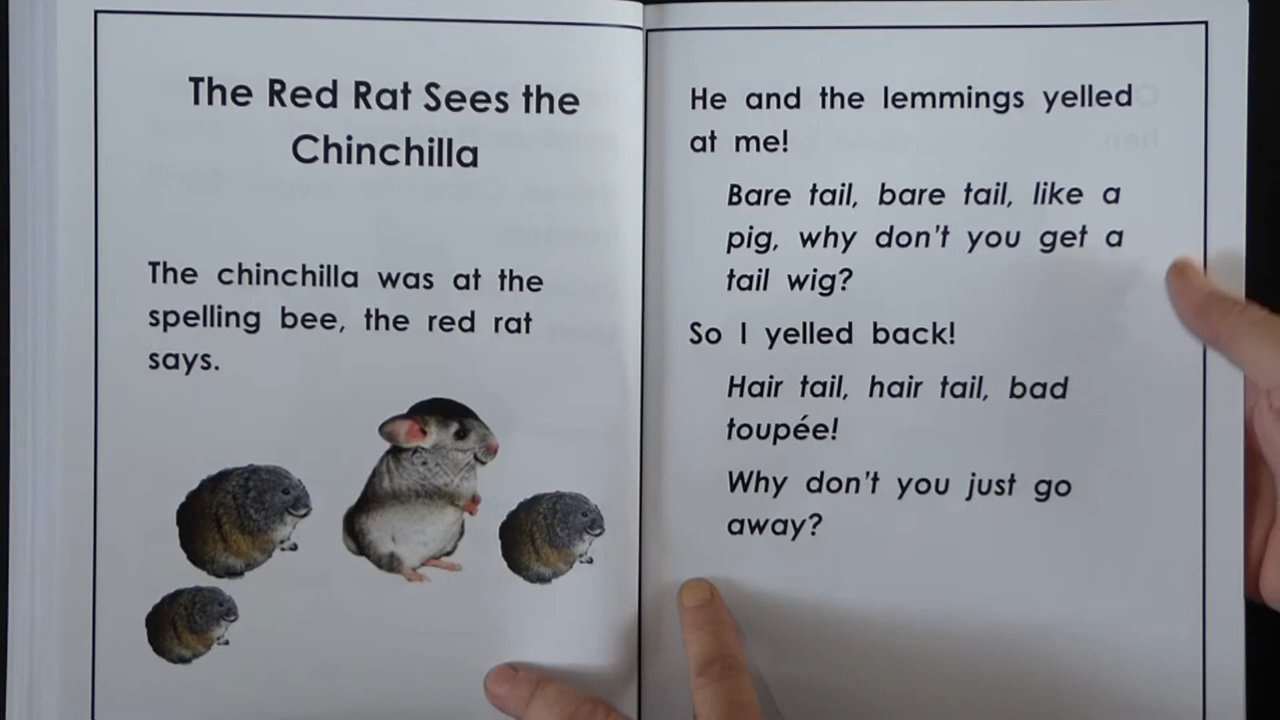 The Red Rat Sees the
Chinchilla
The chinchilla was at the
spelling bee, the red rat
says.
He and the lemmings yelled
at me!
Bare tail, bare tail, like a
pig, why don't you get a
tail wig?
So I yelled back!
Hair tail, hair tail, bad
toupée!
Why don't you just go
away?